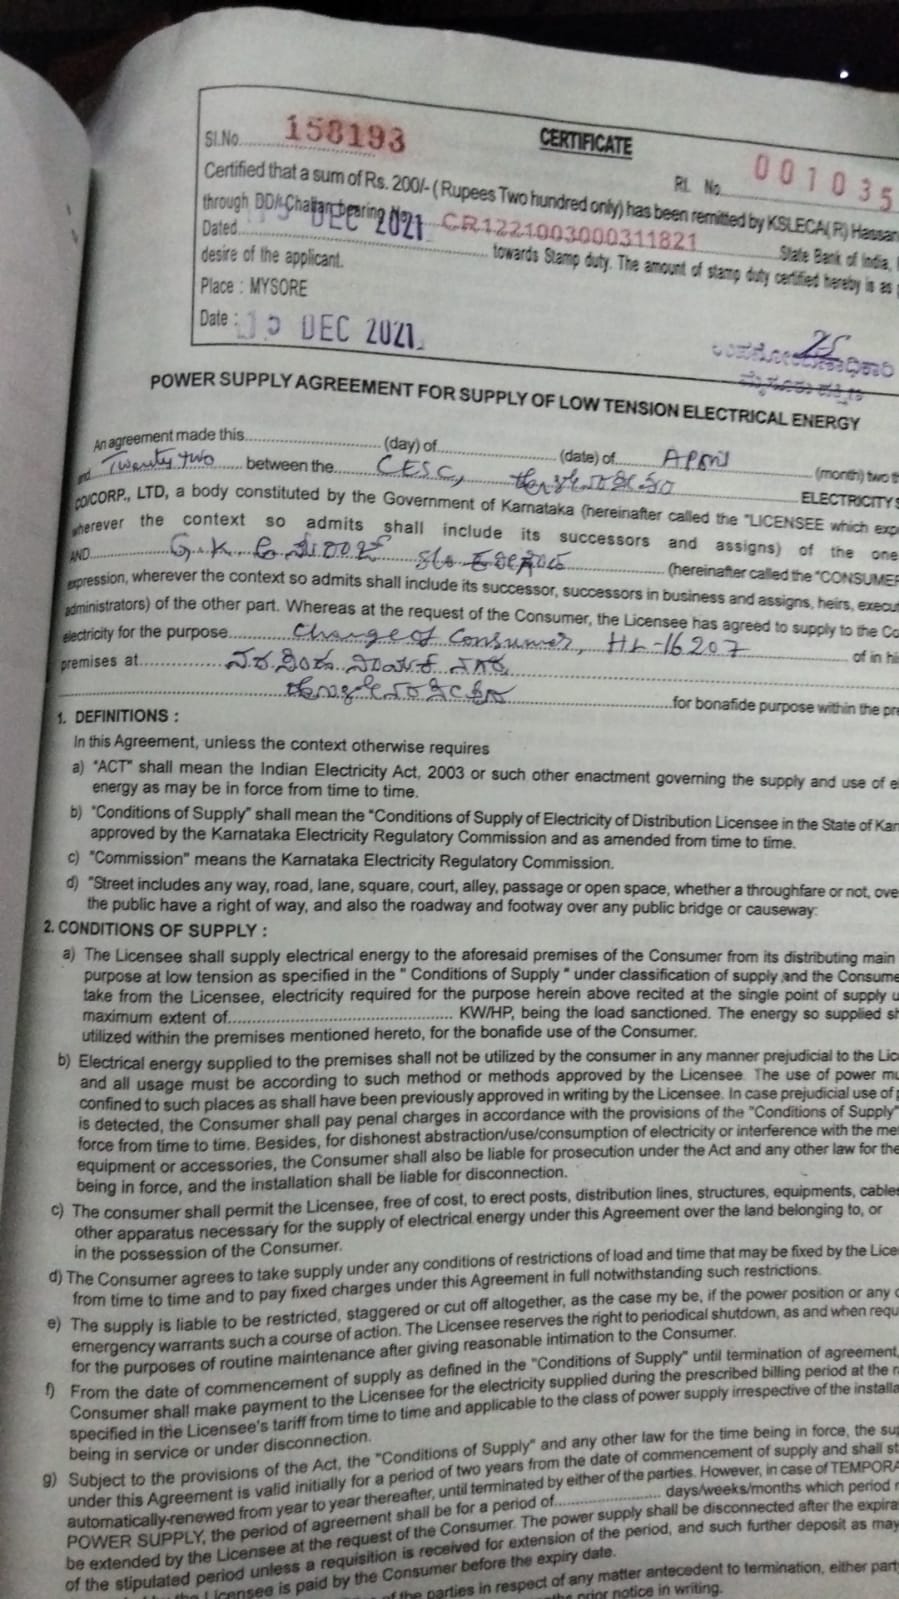 CERTIFICATE
Sl.No. 158193
Rl. No. 001035
Certified that a sum of Rs. 200/- ( Rupees Two hundred only) has been remitted by KSLECA( R) Hassan
through DD/-Challan bearing No. CR1221003000311821 State Bank of India,
Dated DEC 2021 towards Stamp duty. The amount of stamp duty certified hereby is as
desire of the applicant.
Place : MYSORE
Date : DEC 2021
POWER SUPPLY AGREEMENT FOR SUPPLY OF LOW TENSION ELECTRICAL ENERGY
An agreement made this (day) of (date) of April (month) two
and Twenty two between the CESC, ELECTRICITY
CO/CORP., LTD, a body constituted by the Government of Karnataka (hereinafter called the "LICENSEE which
wherever the context so admits shall include its successors and assigns) of the one
AND G.K. S/o (hereinafter called the "CONSUMER
expression, wherever the context so admits shall include its successor, successors in business and assigns, heirs,
administrators) of the other part. Whereas at the request of the Consumer, the Licensee has agreed to supply to the
electricity for the purpose Change of Consumer, HL-16207 of in
premises at
for bonafide purpose within the
1. DEFINITIONS :
In this Agreement, unless the context otherwise requires
a) "ACT" shall mean the Indian Electricity Act, 2003 or such other enactment governing the supply and use of
energy as may be in force from time to time.
b) "Conditions of Supply" shall mean the "Conditions of Supply of Electricity of Distribution Licensee in the State of
approved by the Karnataka Electricity Regulatory Commission and as amended from time to time.
c) "Commission" means the Karnataka Electricity Regulatory Commission.
d) "Street includes any way, road, lane, square, court, alley, passage or open space, whether a throughfare or not,
the public have a right of way, and also the roadway and footway over any public bridge or causeway:
2. CONDITIONS OF SUPPLY :
a) The Licensee shall supply electrical energy to the aforesaid premises of the Consumer from its distributing main
purpose at low tension as specified in the " Conditions of Supply " under classification of supply and the
take from the Licensee, electricity required for the purpose herein above recited at the single point of supply
maximum extent of KW/HP, being the load sanctioned. The energy so supplied
utilized within the premises mentioned hereto, for the bonafide use of the Consumer.
b) Electrical energy supplied to the premises shall not be utilized by the consumer in any manner prejudicial to the
and all usage must be according to such method or methods approved by the Licensee. The use of power
confined to such places as shall have been previously approved in writing by the Licensee. In case prejudicial use of
is detected, the Consumer shall pay penal charges in accordance with the provisions of the "Conditions of Supply"
force from time to time. Besides, for dishonest abstraction/use/consumption of electricity or interference with the
equipment or accessories, the Consumer shall also be liable for prosecution under the Act and any other law for the
being in force, and the installation shall be liable for disconnection.
c) The consumer shall permit the Licensee, free of cost, to erect posts, distribution lines, structures, equipments,
other apparatus necessary for the supply of electrical energy under this Agreement over the land belonging to, or
in the possession of the Consumer.
d) The Consumer agrees to take supply under any conditions of restrictions of load and time that may be fixed by the
from time to time and to pay fixed charges under this Agreement in full notwithstanding such restrictions.
e) The supply is liable to be restricted, staggered or cut off altogether, as the case my be, if the power position or any
emergency warrants such a course of action. The Licensee reserves the right to periodical shutdown, as and when
for the purposes of routine maintenance after giving reasonable intimation to the Consumer.
f) From the date of commencement of supply as defined in the "Conditions of Supply" until termination of agreement,
Consumer shall make payment to the Licensee for the electricity supplied during the prescribed billing period at the
specified in the Licensee's tariff from time to time and applicable to the class of power supply irrespective of the
being in service or under disconnection.
g) Subject to the provisions of the Act, the "Conditions of Supply" and any other law for the time being in force, the
under this Agreement is valid initially for a period of two years from the date of commencement of supply and shall
automatically-renewed from year to year thereafter, until terminated by either of the parties. However, in case of
POWER SUPPLY, the period of agreement shall be for a period of days/weeks/months which period
be extended by the Licensee at the request of the Consumer. The power supply shall be disconnected after the
of the stipulated period unless a requisition is received for extension of the period, and such further deposit as may
Licensee is paid by the Consumer before the expiry date.
of the parties in respect of any matter antecedent to termination, either
prior notice in writing.